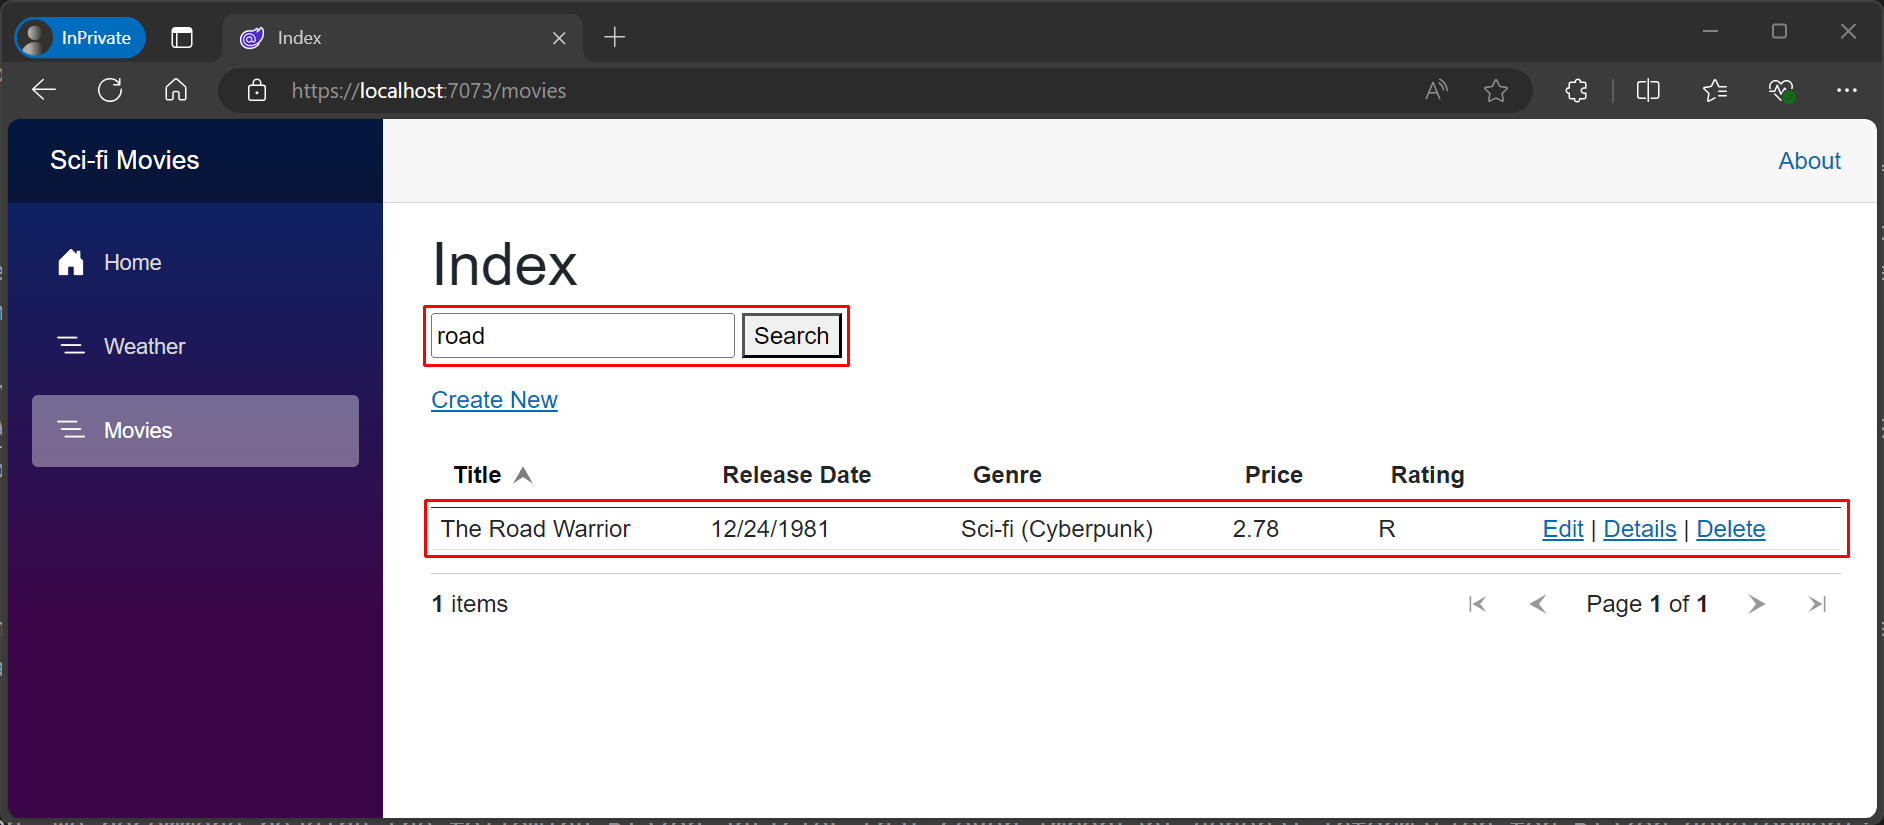 InPrivate
Index
https://localhost:7073/movies
Sci-fi Movies
About
Home
Weather
Movies
Index
road Search
Create New
Title Release Date Genre Price Rating
The Road Warrior 12/24/1981 Sci-fi (Cyberpunk) 2.78 R Edit | Details | Delete
1 items Page 1 of 1